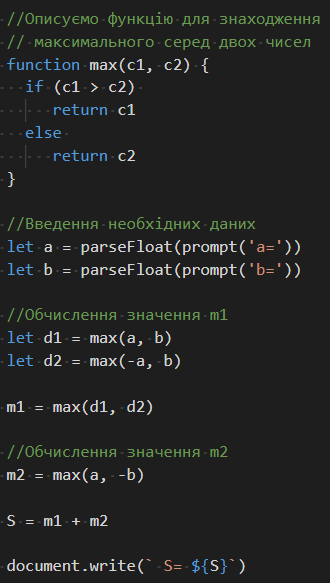 //Описуємо функцію для знаходження
// максимального серед двох чисел
function max(c1, c2) {
if (c1 > c2)
return c1
else
return c2
}
//Введення необхідних даних
let a = parseFloat(prompt('a='))
let b = parseFloat(prompt('b='))
//Обчислення значення m1
let d1 = max(a, b)
let d2 = max(-a, b)
m1 = max(d1, d2)
//Обчислення значення m2
m2 = max(a, -b)
S = m1 + m2
document.write(` S= ${S}`)